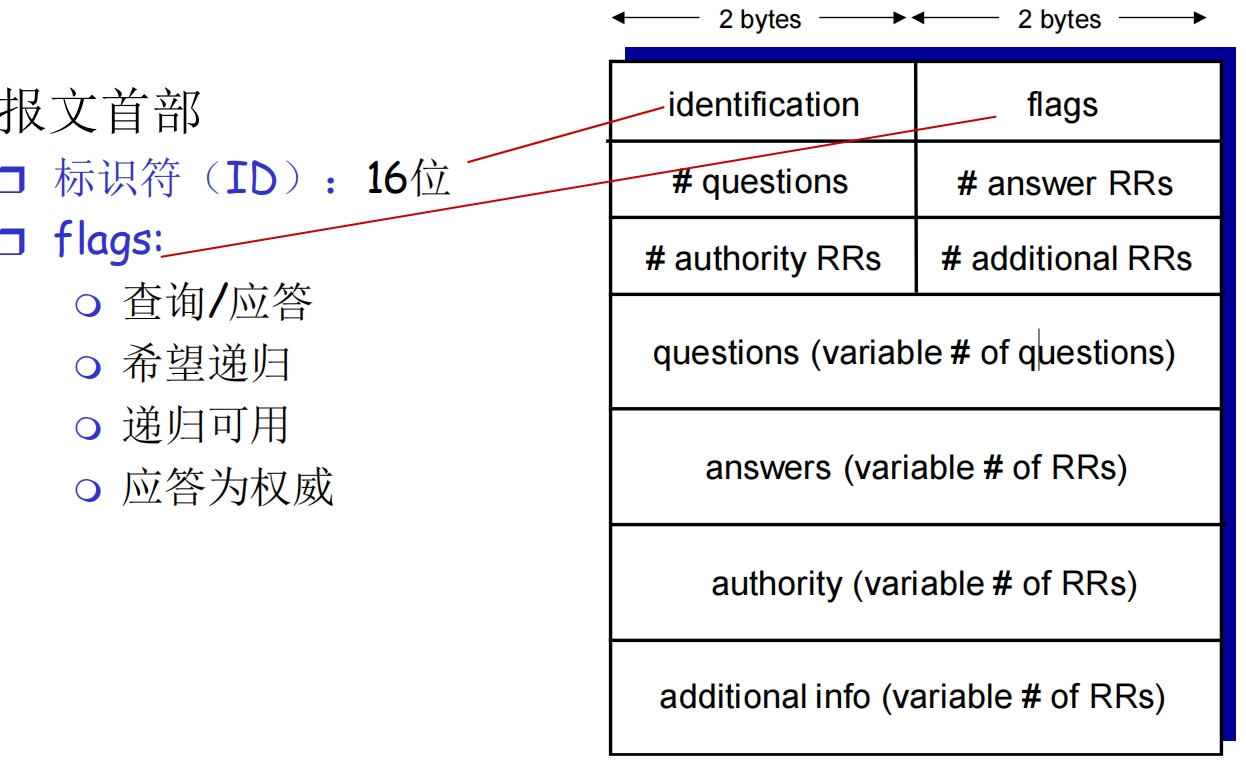 2 bytes 2 bytes
报文首部
标识符（ID）：16位
flags:
查询/应答
希望递归
递归可用
应答为权威
identification flags
# questions # answer RRs
# authority RRs # additional RRs
questions (variable # of questions)
answers (variable # of RRs)
authority (variable # of RRs)
additional info (variable # of RRs)